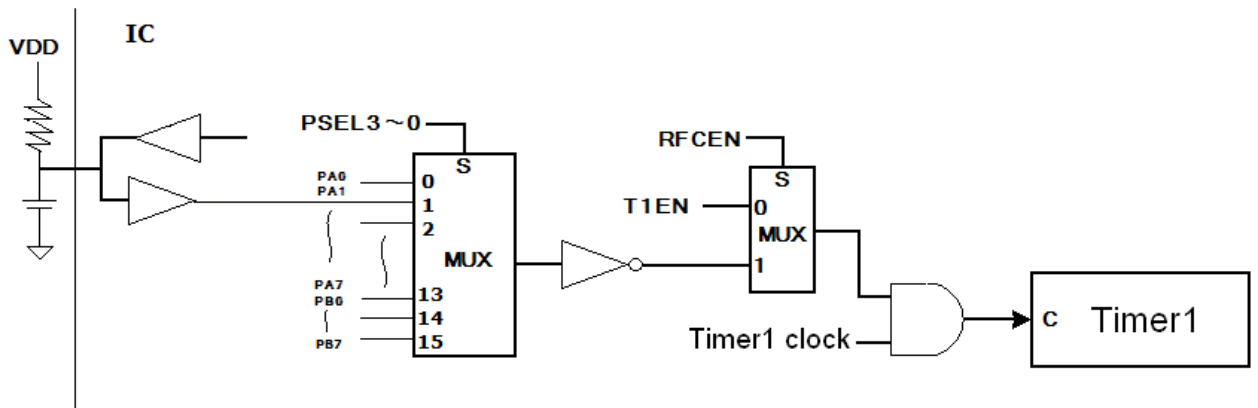 IC
VDD
PSEL3~0
RFCEN
S
S
PA0
0
PA1
1
T1EN
0
2
MUX
MUX
1
PA7
13
PB0
14
15
PB7
Timer1 clock
C
Timer1